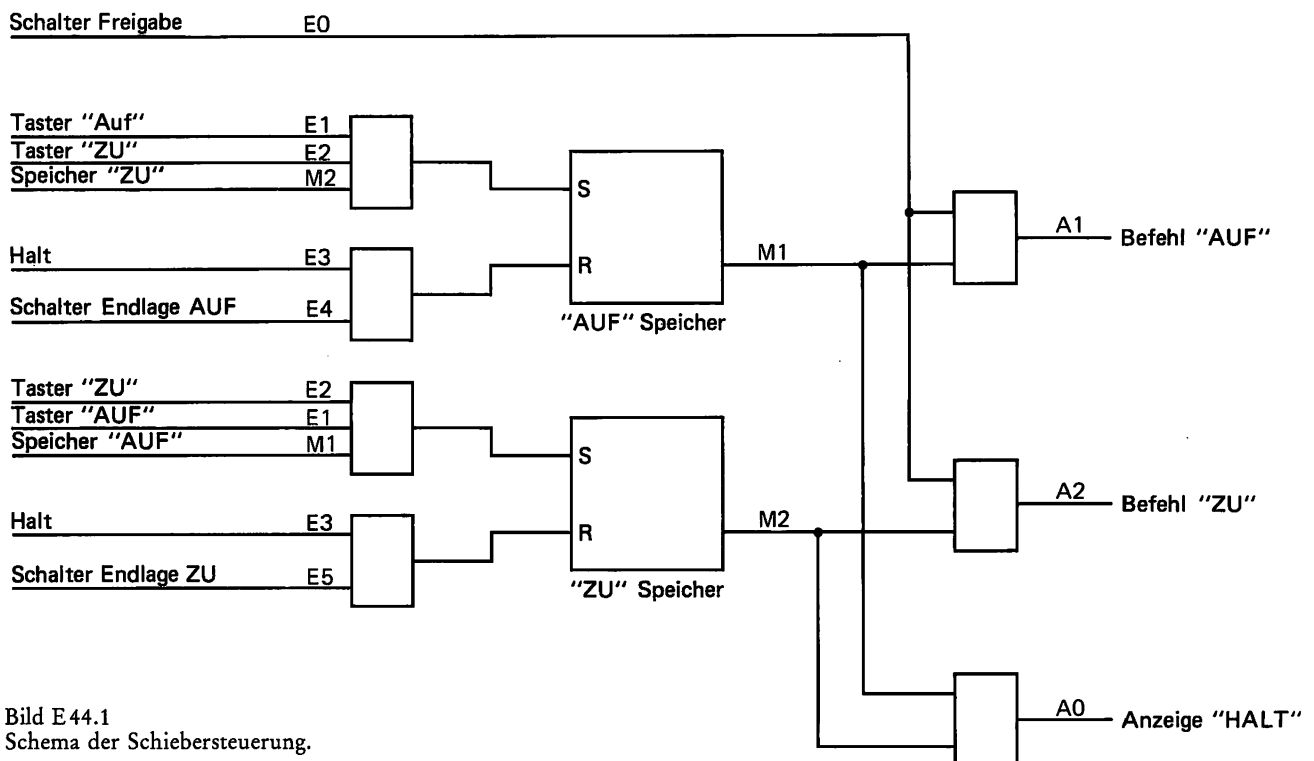 Schalter Freigabe E0
Taster "Auf" E1
Taster "ZU" E2
Speicher "ZU" M2
S
Halt E3
R
M1
A1 Befehl "AUF"
Schalter Endlage AUF E4
"AUF" Speicher
Taster "ZU" E2
Taster "AUF" E1
Speicher "AUF" M1
S
Halt E3
R
M2
A2 Befehl "ZU"
Schalter Endlage ZU E5
"ZU" Speicher
A0 Anzeige "HALT"
Bild E 44.1
Schema der Schiebersteuerung.